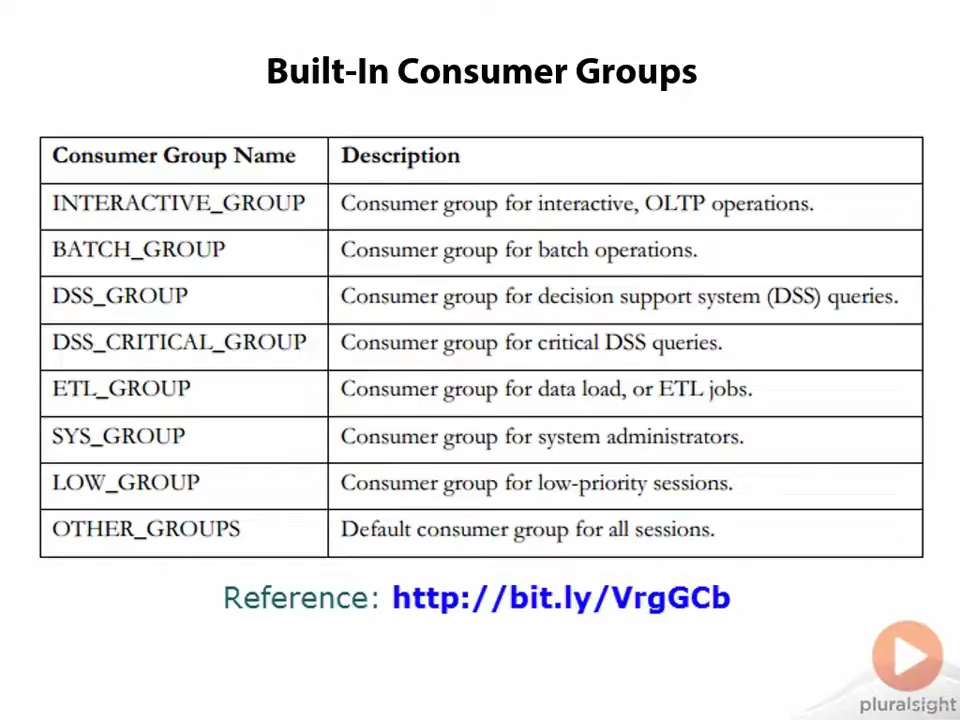 Built-In Consumer Groups
Consumer Group Name Description
INTERACTIVE_GROUP Consumer group for interactive, OLTP operations.
BATCH_GROUP Consumer group for batch operations.
DSS_GROUP Consumer group for decision support system (DSS) queries.
DSS_CRITICAL_GROUP Consumer group for critical DSS queries.
ETL_GROUP Consumer group for data load, or ETL jobs.
SYS_GROUP Consumer group for system administrators.
LOW_GROUP Consumer group for low-priority sessions.
OTHER_GROUPS Default consumer group for all sessions.
Reference: http://bit.ly/VrgGCb
pluralsight